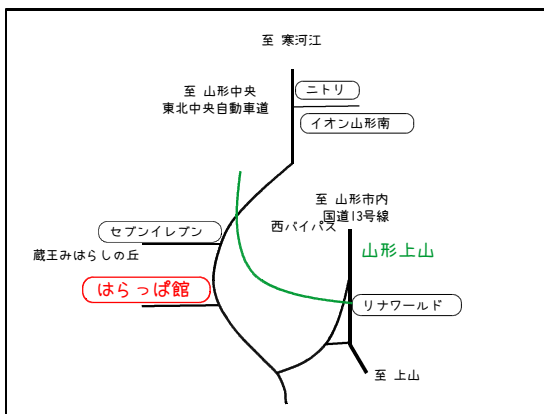 至 寒河江
至 山形中央
東北中央自動車道
ニトリ
イオン山形南
至 山形市内
国道13号線
西バイパス
セブンイレブン
山形上山
蔵王みはらしの丘
はらっぱ館
リナワールド
至 上山